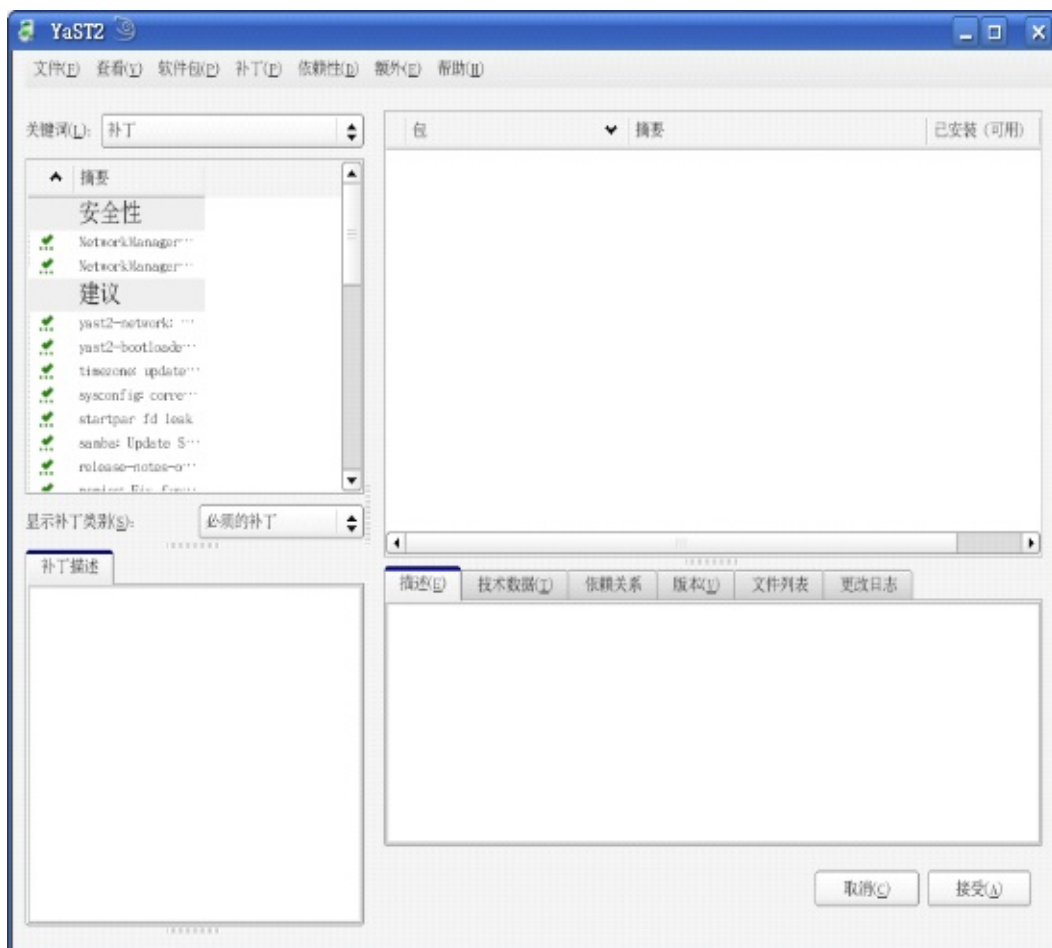 YaST2
文件(F) 查看(V) 软件包(P) 补丁(P) 依赖性(D) 额外(E) 帮助(H)
关键词(L): 补丁
摘要
安全性
NetworkManager···
NetworkManager···
建议
yast2-network: ···
yast2-bootloade···
timezone: update···
sysconfig: corre···
startpar fd leak
samba: Update S···
release-notes-o···
显示补丁类别(S): 必须的补丁
补丁描述
包 摘要 已安装 (可用)
描述(E) 技术数据(T) 依赖关系 版本(V) 文件列表 更改日志
取消(C) 接受(A)